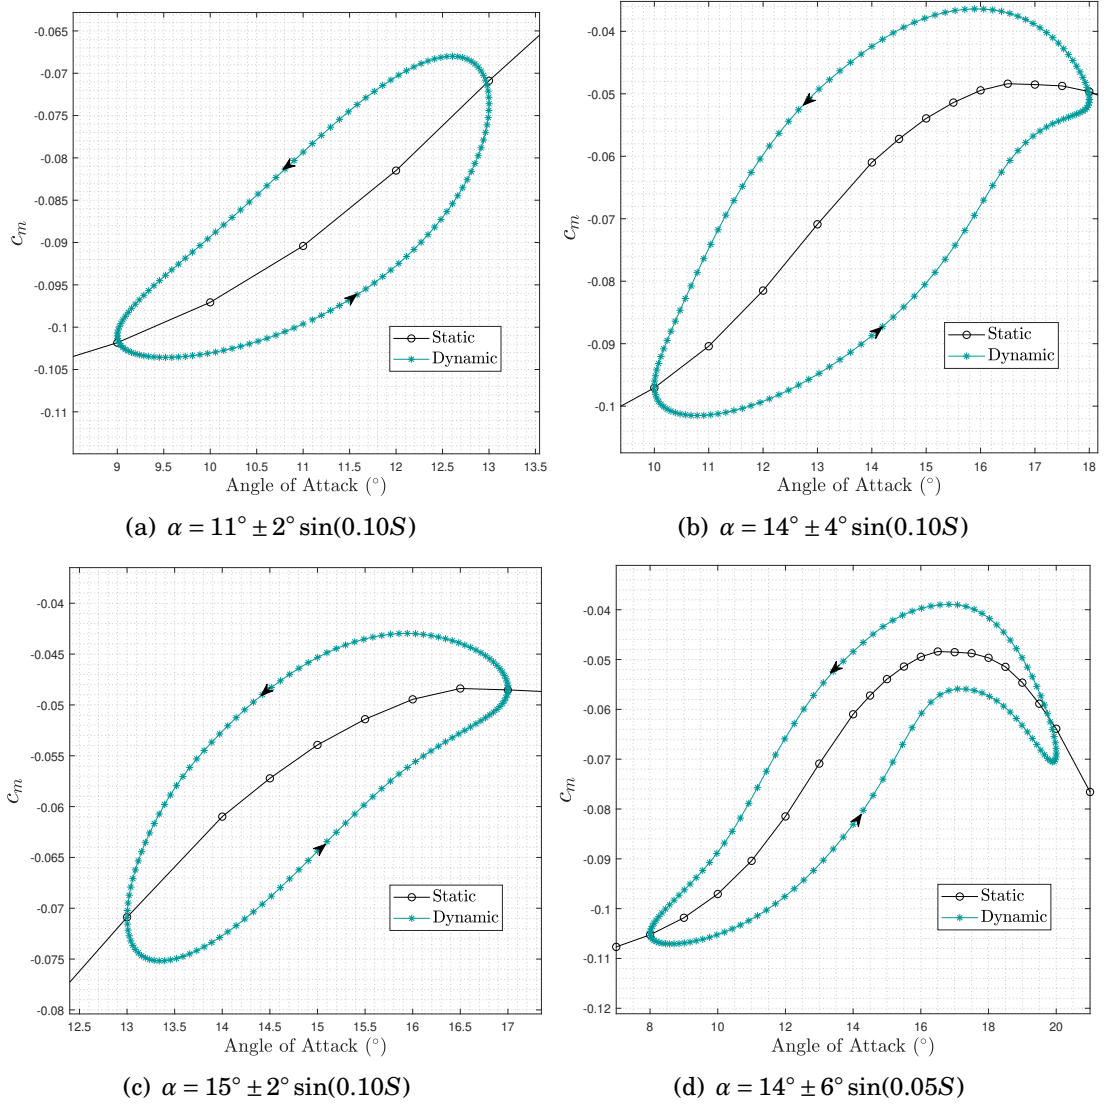 -0.065
-0.07
-0.075
-0.08
-0.085
-0.09
-0.095
-0.1
-0.105
-0.11
c_m
9 9.5 10 10.5 11 11.5 12 12.5 13 13.5
Angle of Attack (°)
Static
Dynamic
(a) α = 11° ± 2° sin(0.10S)
-0.04
-0.05
-0.06
-0.07
-0.08
-0.09
-0.1
c_m
10 11 12 13 14 15 16 17 18
Angle of Attack (°)
Static
Dynamic
(b) α = 14° ± 4° sin(0.10S)
-0.04
-0.045
-0.05
-0.055
-0.06
-0.065
-0.07
-0.075
-0.08
c_m
12.5 13 13.5 14 14.5 15 15.5 16 16.5 17
Angle of Attack (°)
Static
Dynamic
(c) α = 15° ± 2° sin(0.10S)
-0.04
-0.05
-0.06
-0.07
-0.08
-0.09
-0.1
-0.11
-0.12
c_m
8 10 12 14 16 18 20
Angle of Attack (°)
Static
Dynamic
(d) α = 14° ± 6° sin(0.05S)